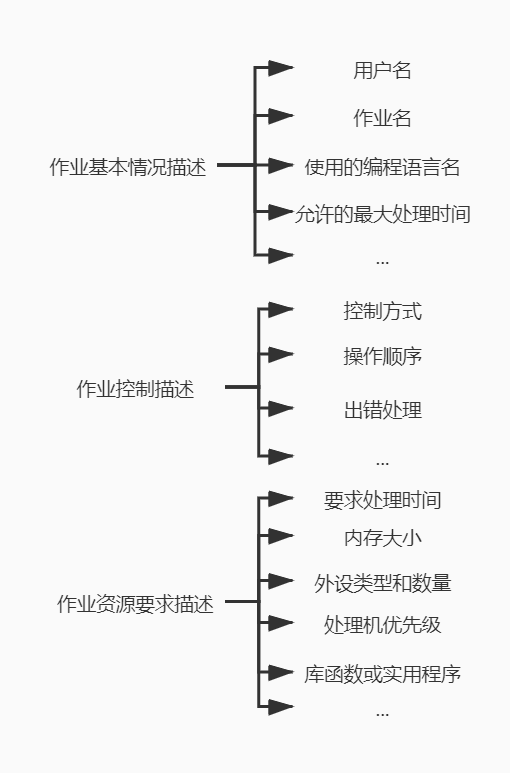 用户名
作业名
作业基本情况描述
使用的编程语言名
允许的最大处理时间
...
控制方式
操作顺序
作业控制描述
出错处理
...
要求处理时间
内存大小
外设类型和数量
作业资源要求描述
处理机优先级
库函数或实用程序
...